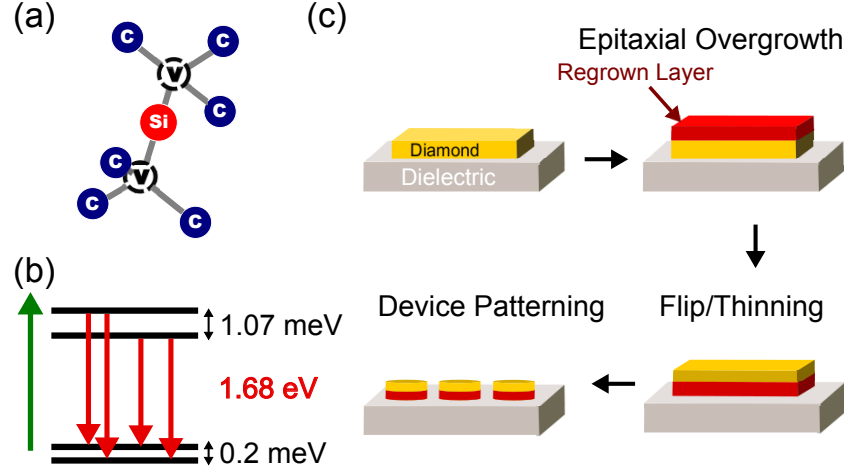 (a)
C
C
V
C
Si
C
V
C
C
(b)
1.07 meV
1.68 eV
0.2 meV
(c)
Epitaxial Overgrowth
Regrown Layer
Diamond
Dielectric
Device Patterning
Flip/Thinning